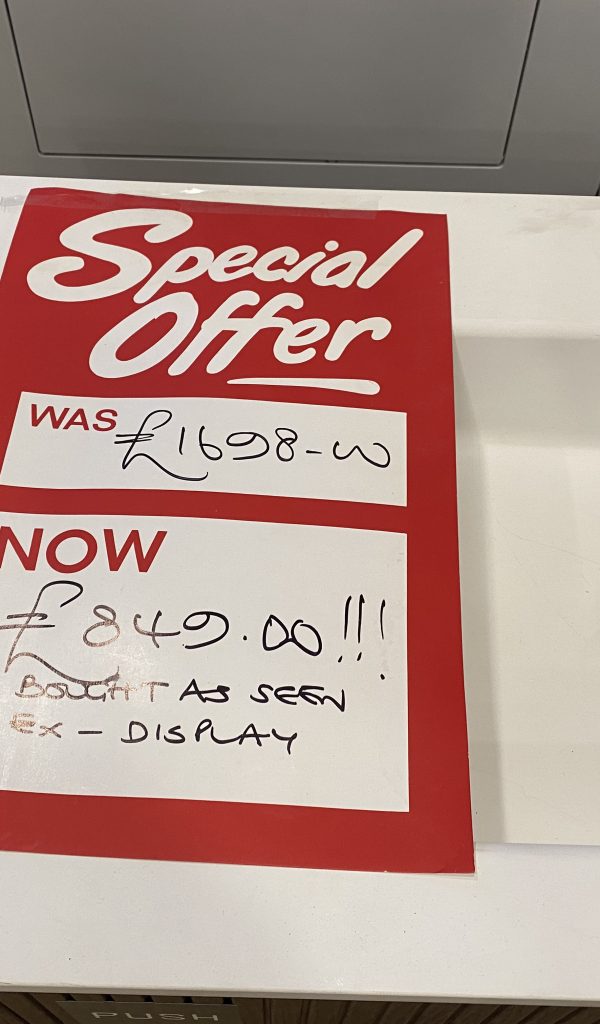 Special
Offer
WAS £1698-00
NOW
£849.00!!!
BOUGHT AS SEEN
EX - DISPLAY
PUSH